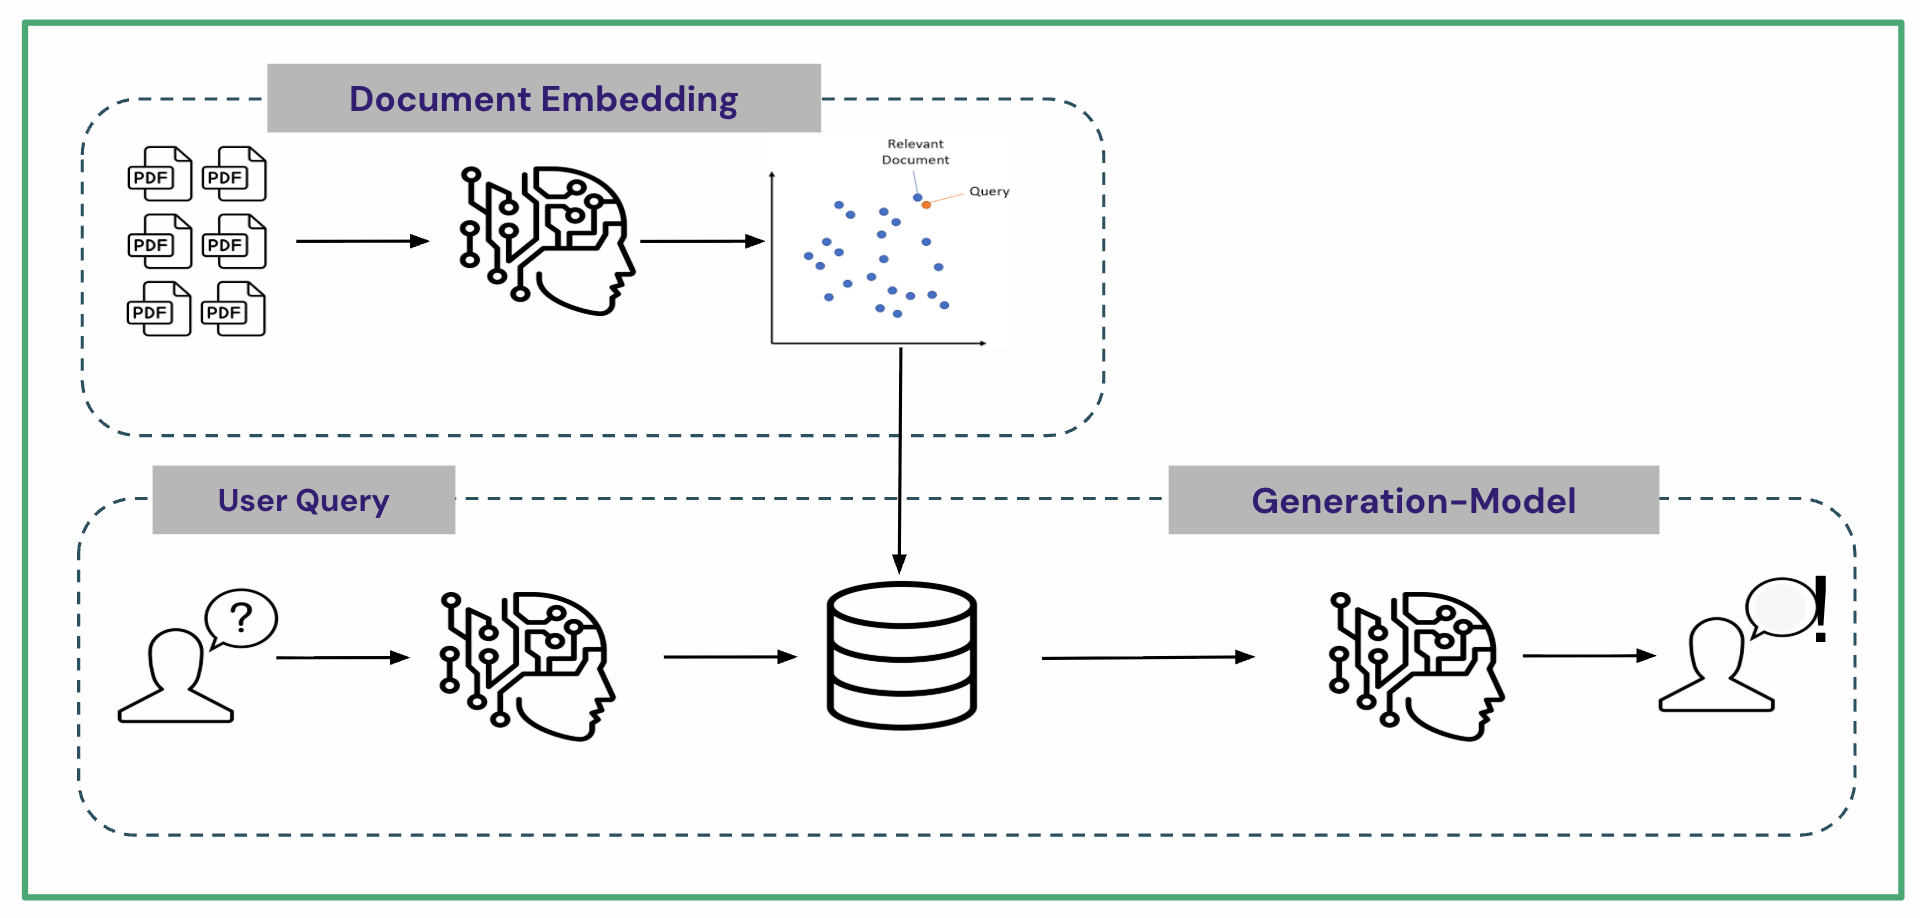 Document Embedding
PDF PDF
PDF PDF
PDF PDF
Relevant
Document
Query
User Query
Generation-Model
?
!